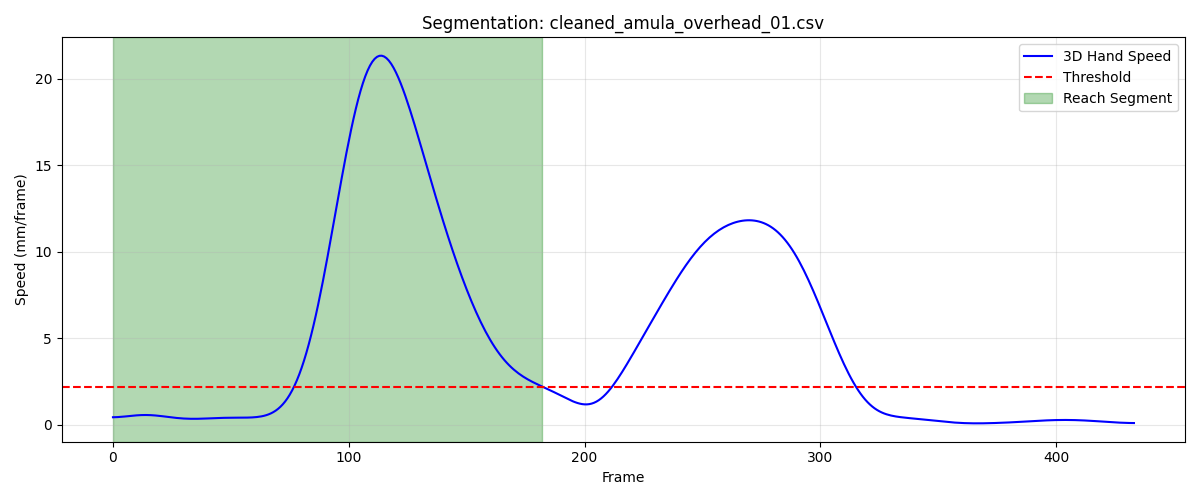 Segmentation: cleaned_amula_overhead_01.csv
3D Hand Speed
Threshold
Reach Segment
Speed (mm/frame)
20
15
10
5
0
0
100
200
300
400
Frame